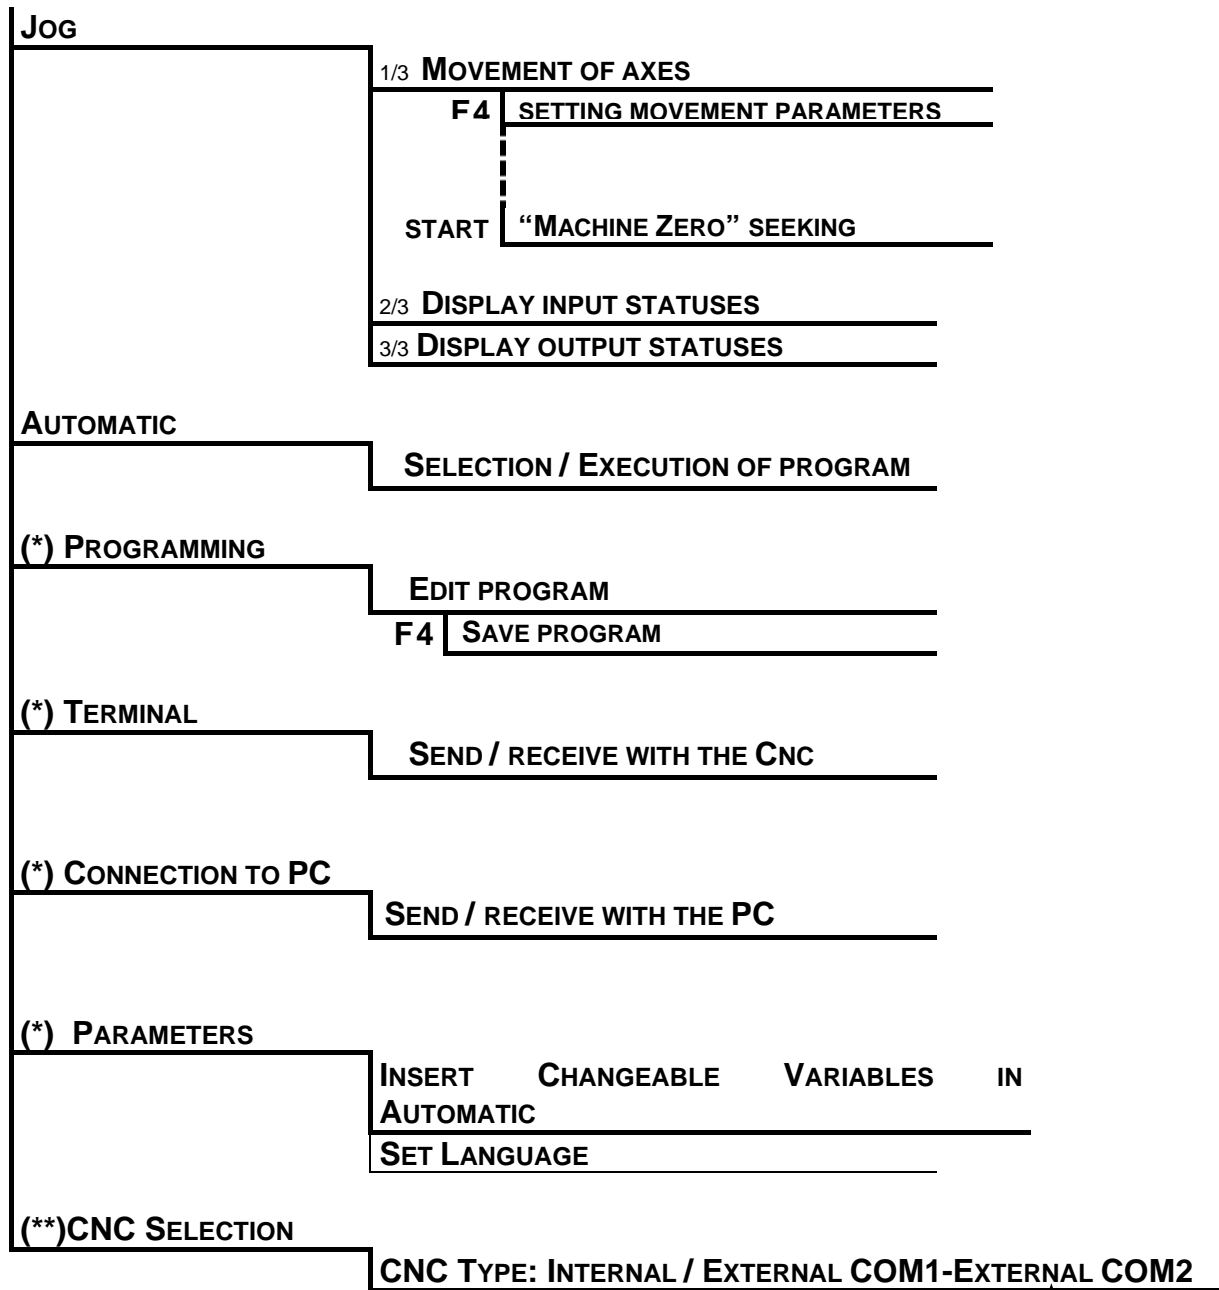 JOG
1/3 MOVEMENT OF AXES
F4 SETTING MOVEMENT PARAMETERS
START “MACHINE ZERO” SEEKING
2/3 DISPLAY INPUT STATUSES
3/3 DISPLAY OUTPUT STATUSES
AUTOMATIC
SELECTION / EXECUTION OF PROGRAM
(*) PROGRAMMING
EDIT PROGRAM
F4 SAVE PROGRAM
(*) TERMINAL
SEND / RECEIVE WITH THE CNC
(*) CONNECTION TO PC
SEND / RECEIVE WITH THE PC
(*) PARAMETERS
INSERT CHANGEABLE VARIABLES IN
AUTOMATIC
SET LANGUAGE
(**)CNC SELECTION
CNC TYPE: INTERNAL / EXTERNAL COM1-EXTERNAL COM2